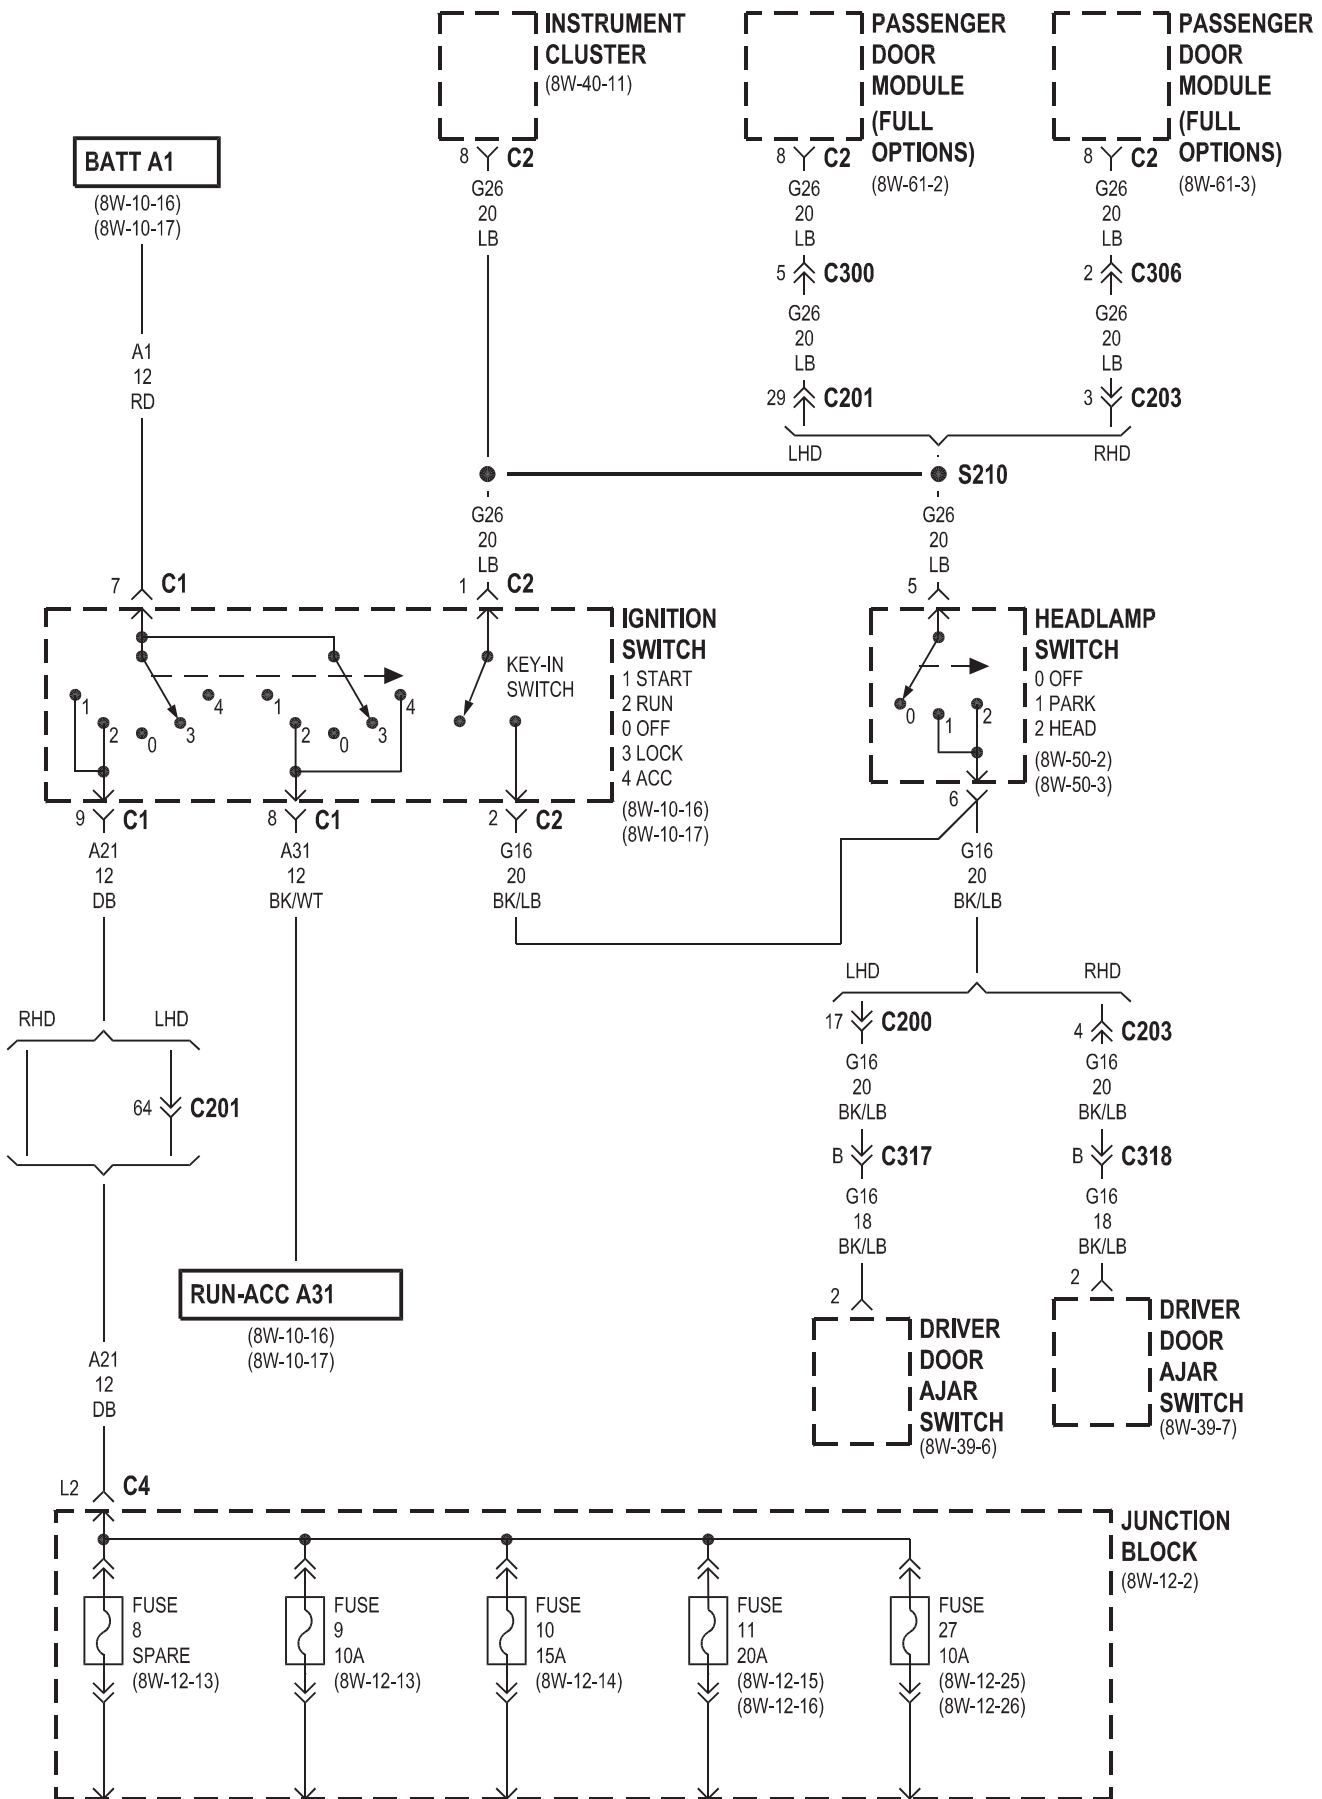 INSTRUMENT
CLUSTER
(8W-40-11)
8
C2
G26
20
LB
PASSENGER
DOOR
MODULE
(FULL
OPTIONS)
(8W-61-2)
8
C2
G26
20
LB
5
C300
G26
20
LB
29
C201
LHD
PASSENGER
DOOR
MODULE
(FULL
OPTIONS)
(8W-61-3)
8
C2
G26
20
LB
2
C306
G26
20
LB
3
C203
RHD
S210
BATT A1
(8W-10-16)
(8W-10-17)
A1
12
RD
7
C1
G26
20
LB
1
C2
G26
20
LB
5
IGNITION
SWITCH
1 START
2 RUN
0 OFF
3 LOCK
4 ACC
(8W-10-16)
(8W-10-17)
1
2
0
3
4
1
2
0
3
4
KEY-IN
SWITCH
HEADLAMP
SWITCH
0 OFF
1 PARK
2 HEAD
(8W-50-2)
(8W-50-3)
0
1
2
9
C1
A21
12
DB
8
C1
A31
12
BK/WT
2
C2
G16
20
BK/LB
6
G16
20
BK/LB
RHD
LHD
64
C201
LHD
RHD
17
C200
G16
20
BK/LB
B
C317
G16
18
BK/LB
2
DRIVER
DOOR
AJAR
SWITCH
(8W-39-6)
4
C203
G16
20
BK/LB
B
C318
G16
18
BK/LB
2
DRIVER
DOOR
AJAR
SWITCH
(8W-39-7)
RUN-ACC A31
(8W-10-16)
(8W-10-17)
A21
12
DB
L2
C4
JUNCTION
BLOCK
(8W-12-2)
FUSE
8
SPARE
(8W-12-13)
FUSE
9
10A
(8W-12-13)
FUSE
10
15A
(8W-12-14)
FUSE
11
20A
(8W-12-15)
(8W-12-16)
FUSE
27
10A
(8W-12-25)
(8W-12-26)